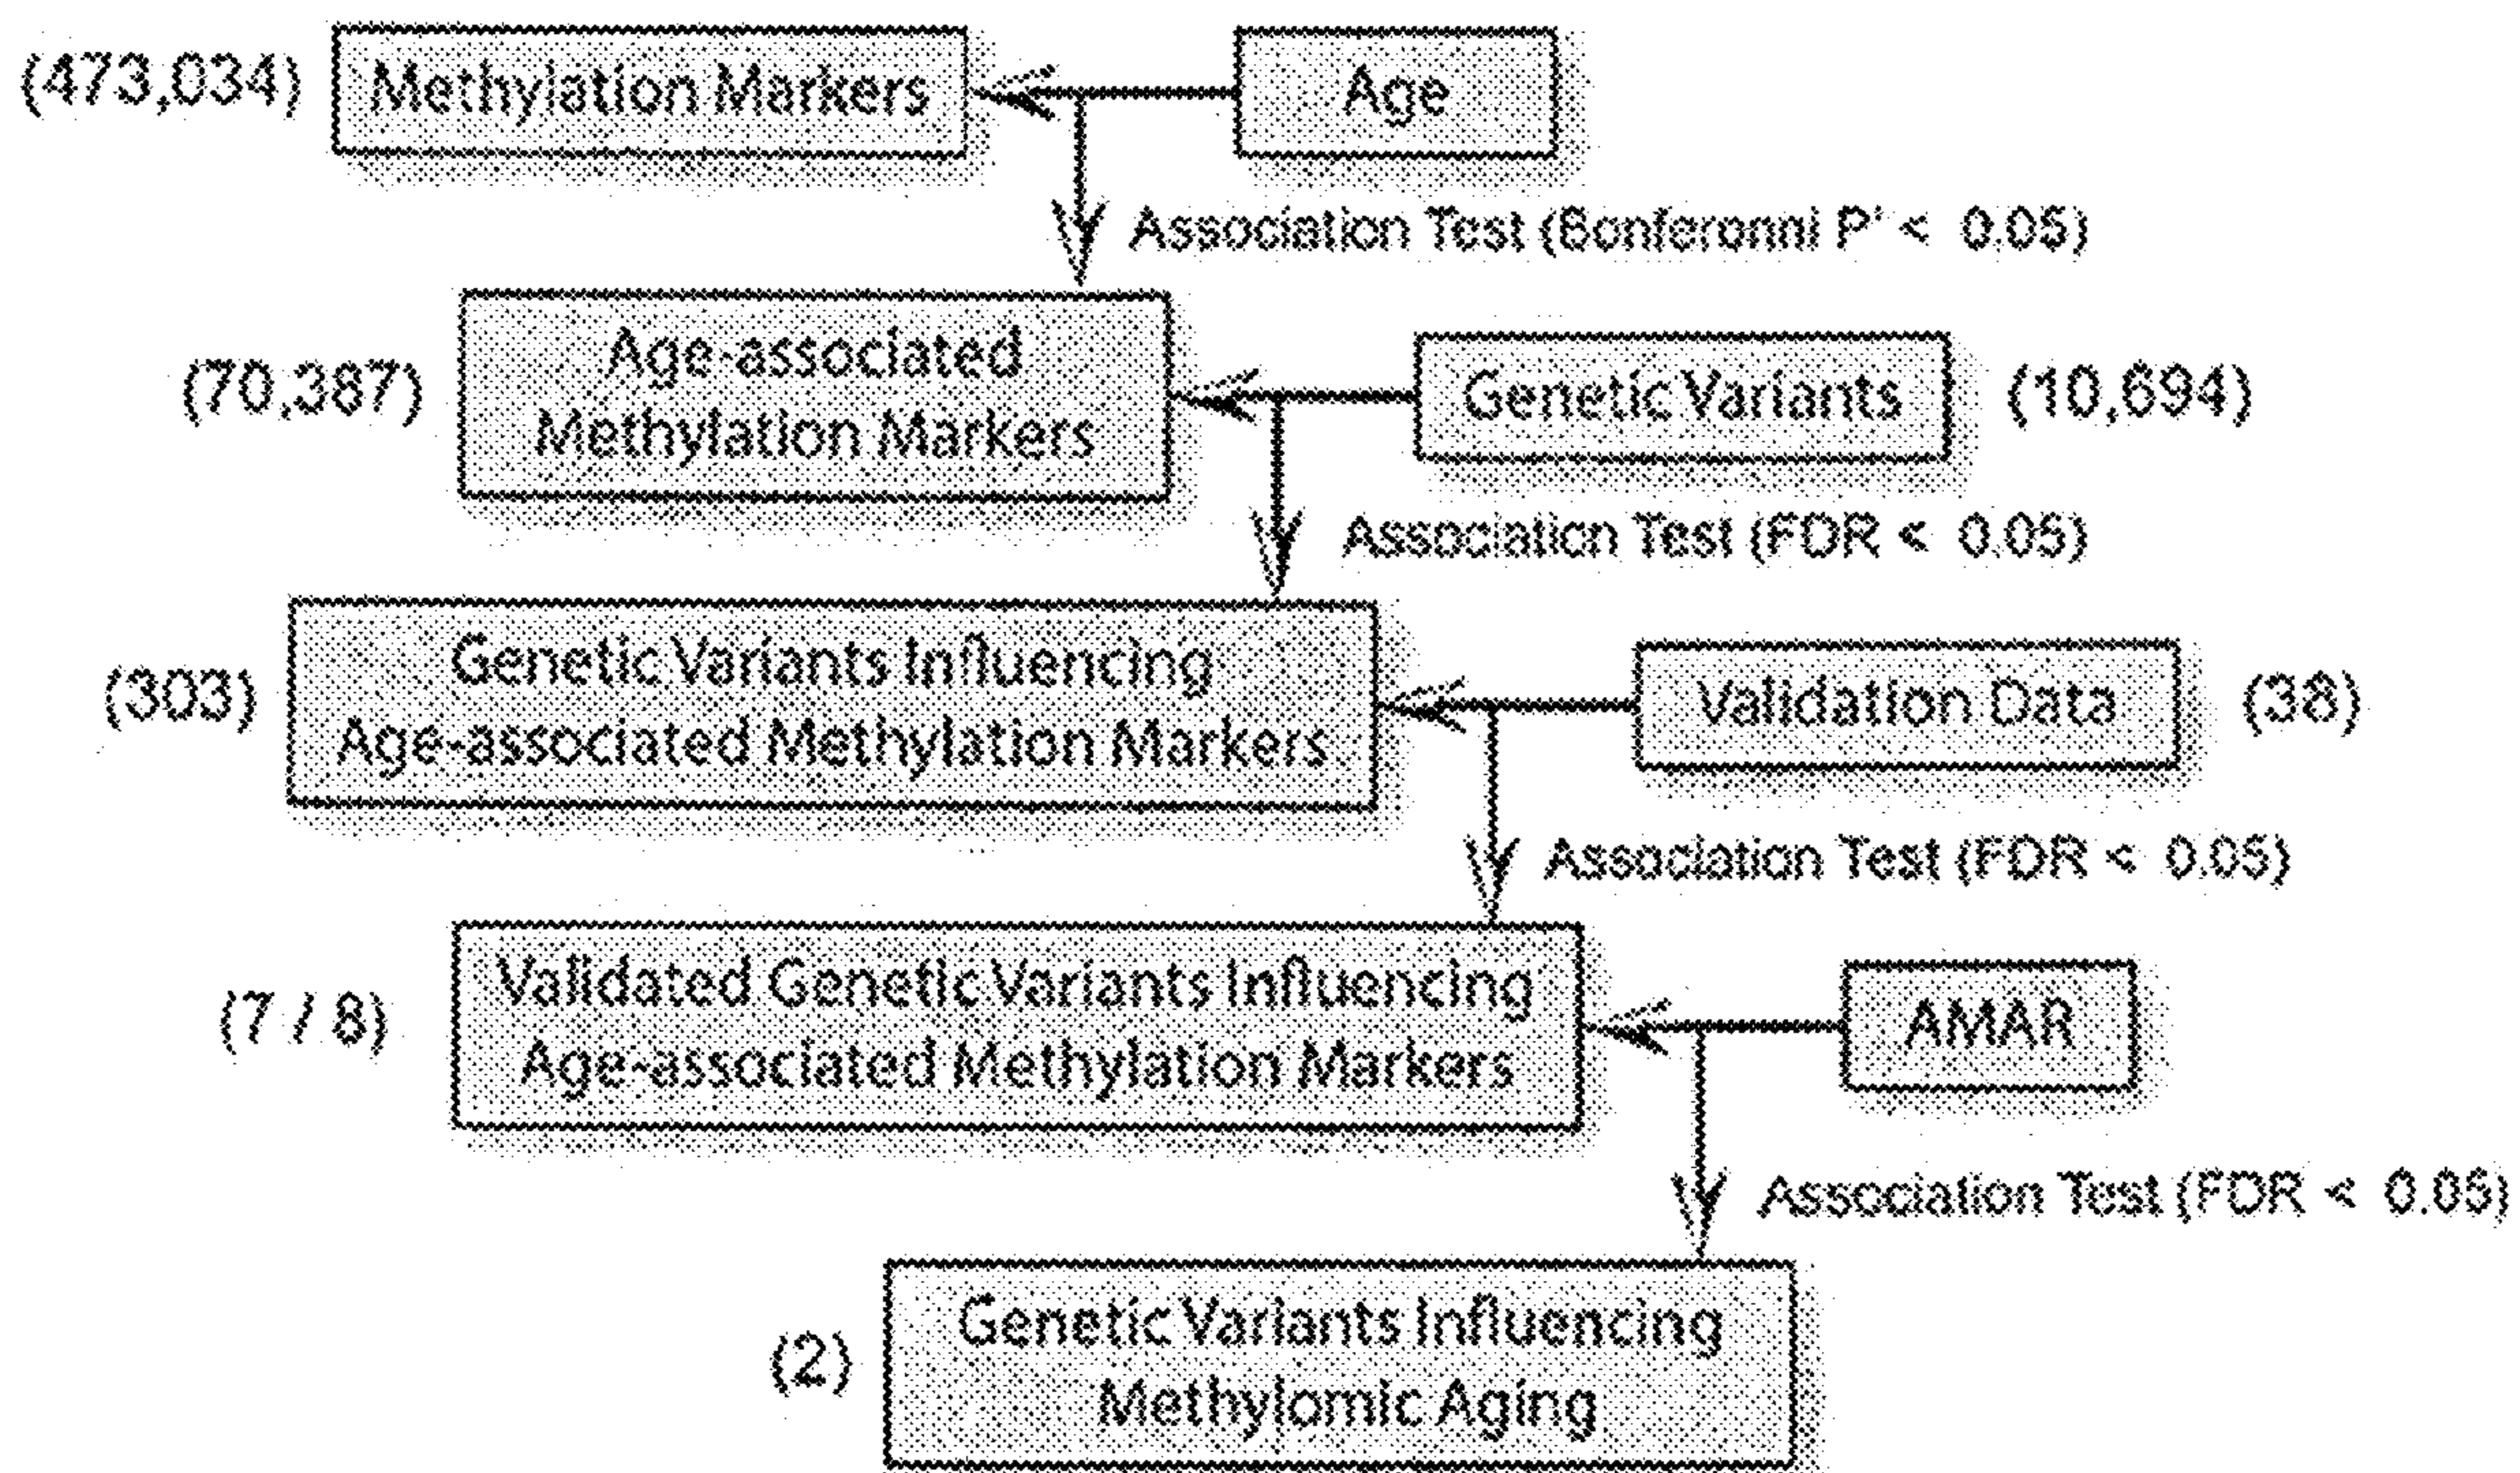 (473,034)
Methylation Markers
Age
Association Test (Bonferonni P < 0.05)
(70,387)
Age-associated
Methylation Markers
Genetic Variants
(10,694)
Association Test (FDR < 0.05)
(303)
Genetic Variants Influencing
Age-associated Methylation Markers
Validation Data
(38)
Association Test (FDR < 0.05)
(7 / 8)
Validated Genetic Variants Influencing
Age-associated Methylation Markers
AMAR
Association Test (FDR < 0.05)
(2)
Genetic Variants Influencing
Methylomic Aging